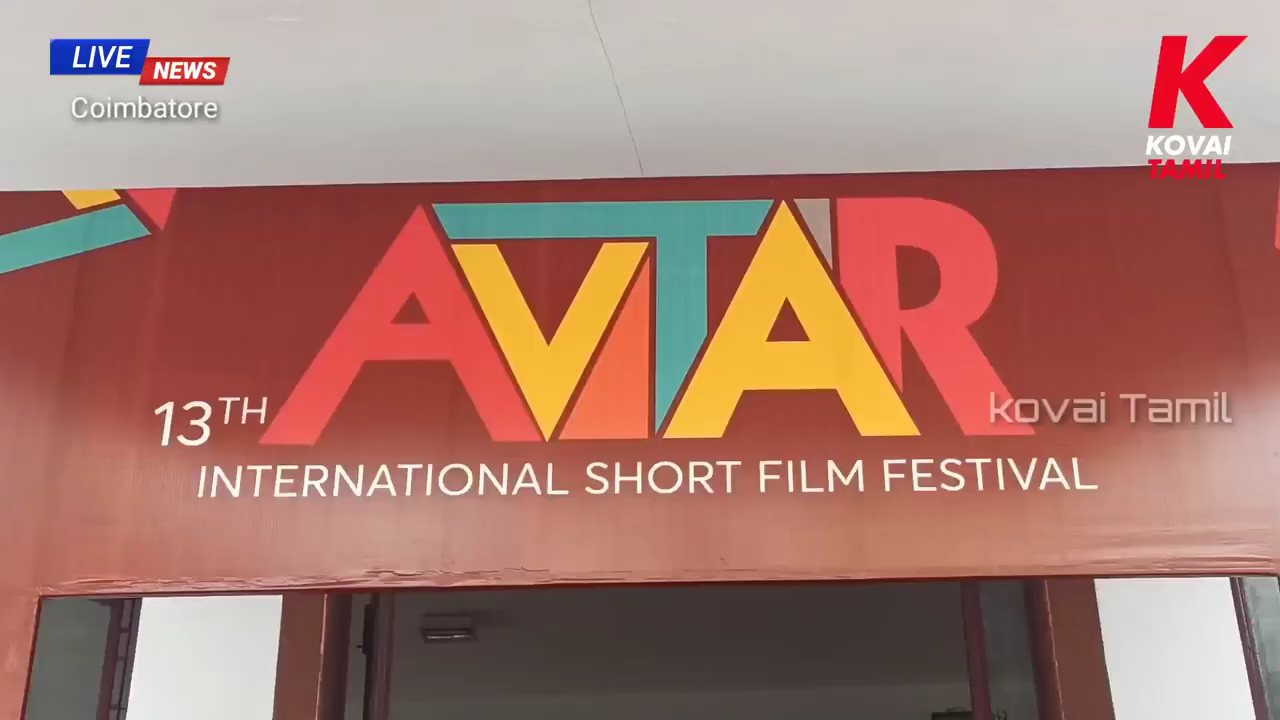 LIVE
NEWS
Coimbatore
K
KOVAI
TAMIL
AVTAR
13TH
kovai Tamil
INTERNATIONAL SHORT FILM FESTIVAL